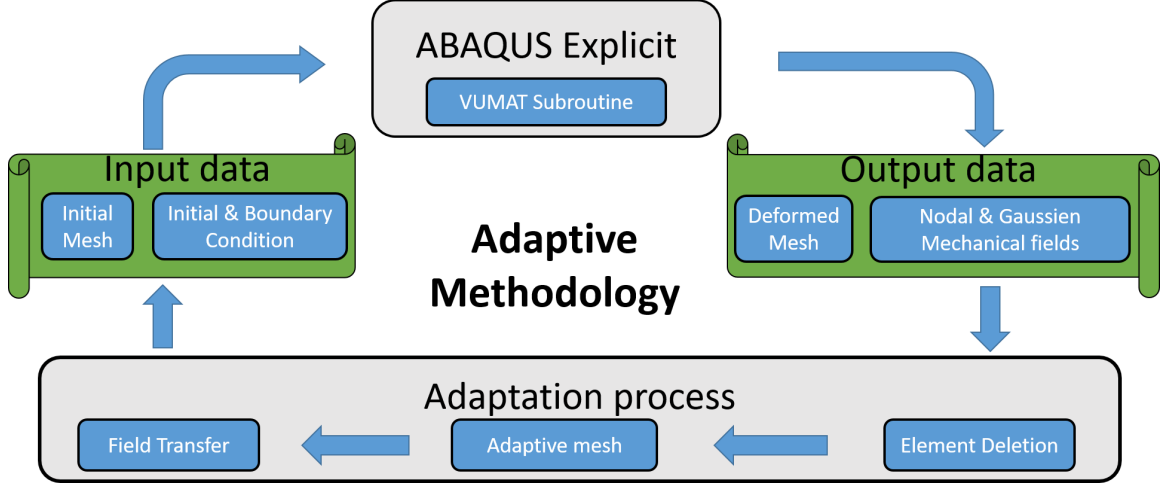 ABAQUS Explicit
VUMAT Subroutine
Input data
Initial
Mesh
Initial & Boundary
Condition
Output data
Deformed
Mesh
Nodal & Gaussien
Mechanical fields
Adaptive
Methodology
Adaptation process
Field Transfer
Adaptive mesh
Element Deletion